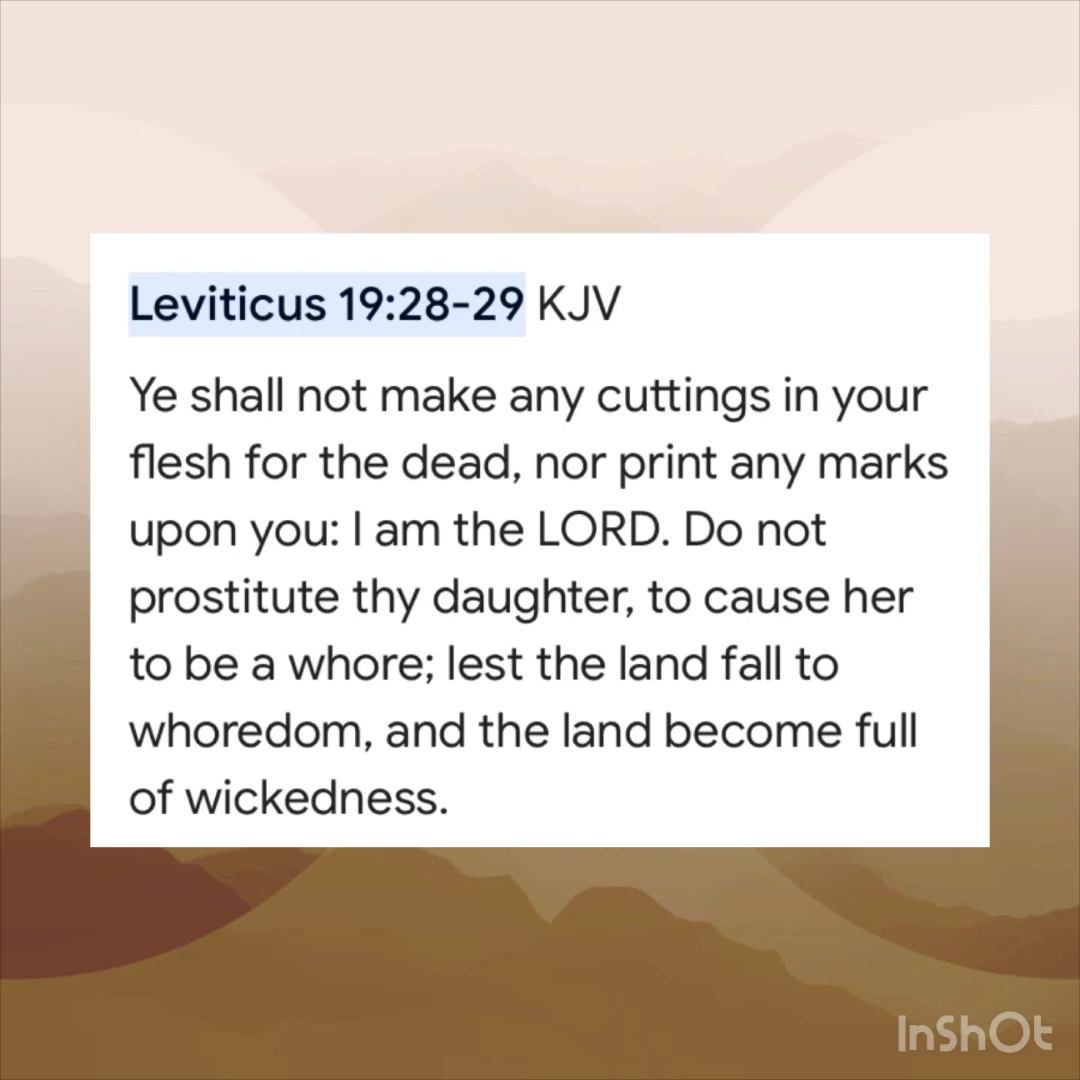 Leviticus 19:28-29 KJV
Ye shall not make any cuttings in your
flesh for the dead, nor print any marks
upon you: I am the LORD. Do not
prostitute thy daughter, to cause her
to be a whore; lest the land fall to
whoredom, and the land become full
of wickedness.
InShOt